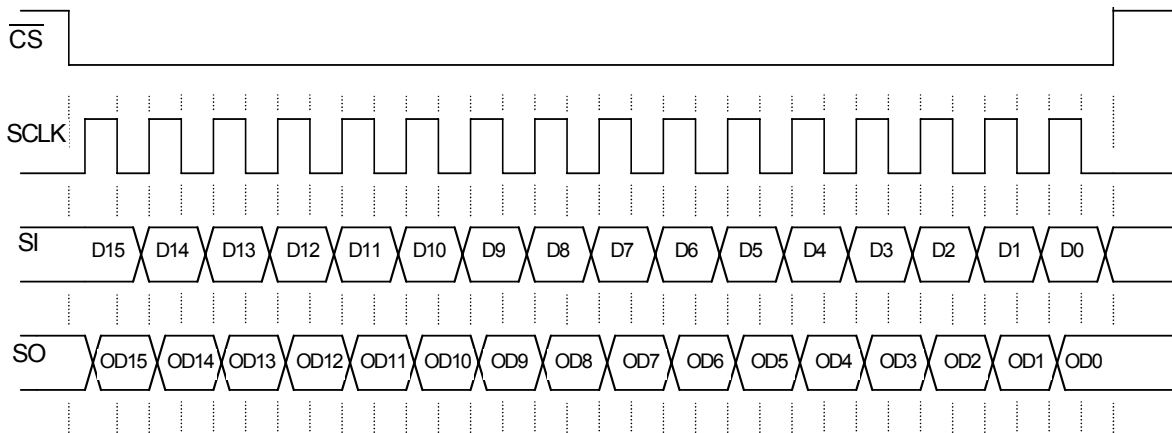 C̅S̅
SCLK
SI D15 D14 D13 D12 D11 D10 D9 D8 D7 D6 D5 D4 D3 D2 D1 D0
SO OD15 OD14 OD13 OD12 OD11 OD10 OD9 OD8 OD7 OD6 OD5 OD4 OD3 OD2 OD1 OD0